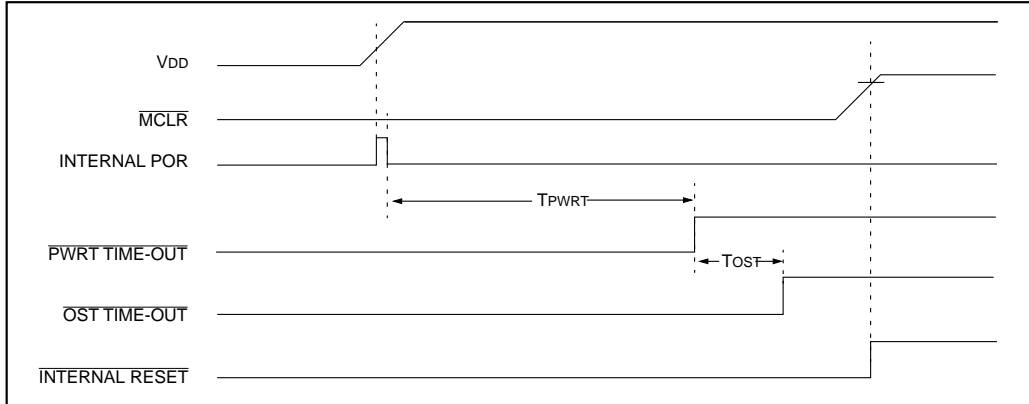 VDD
MCLR
INTERNAL POR
TPWRT
PWRT TIME-OUT
TOST
OST TIME-OUT
INTERNAL RESET